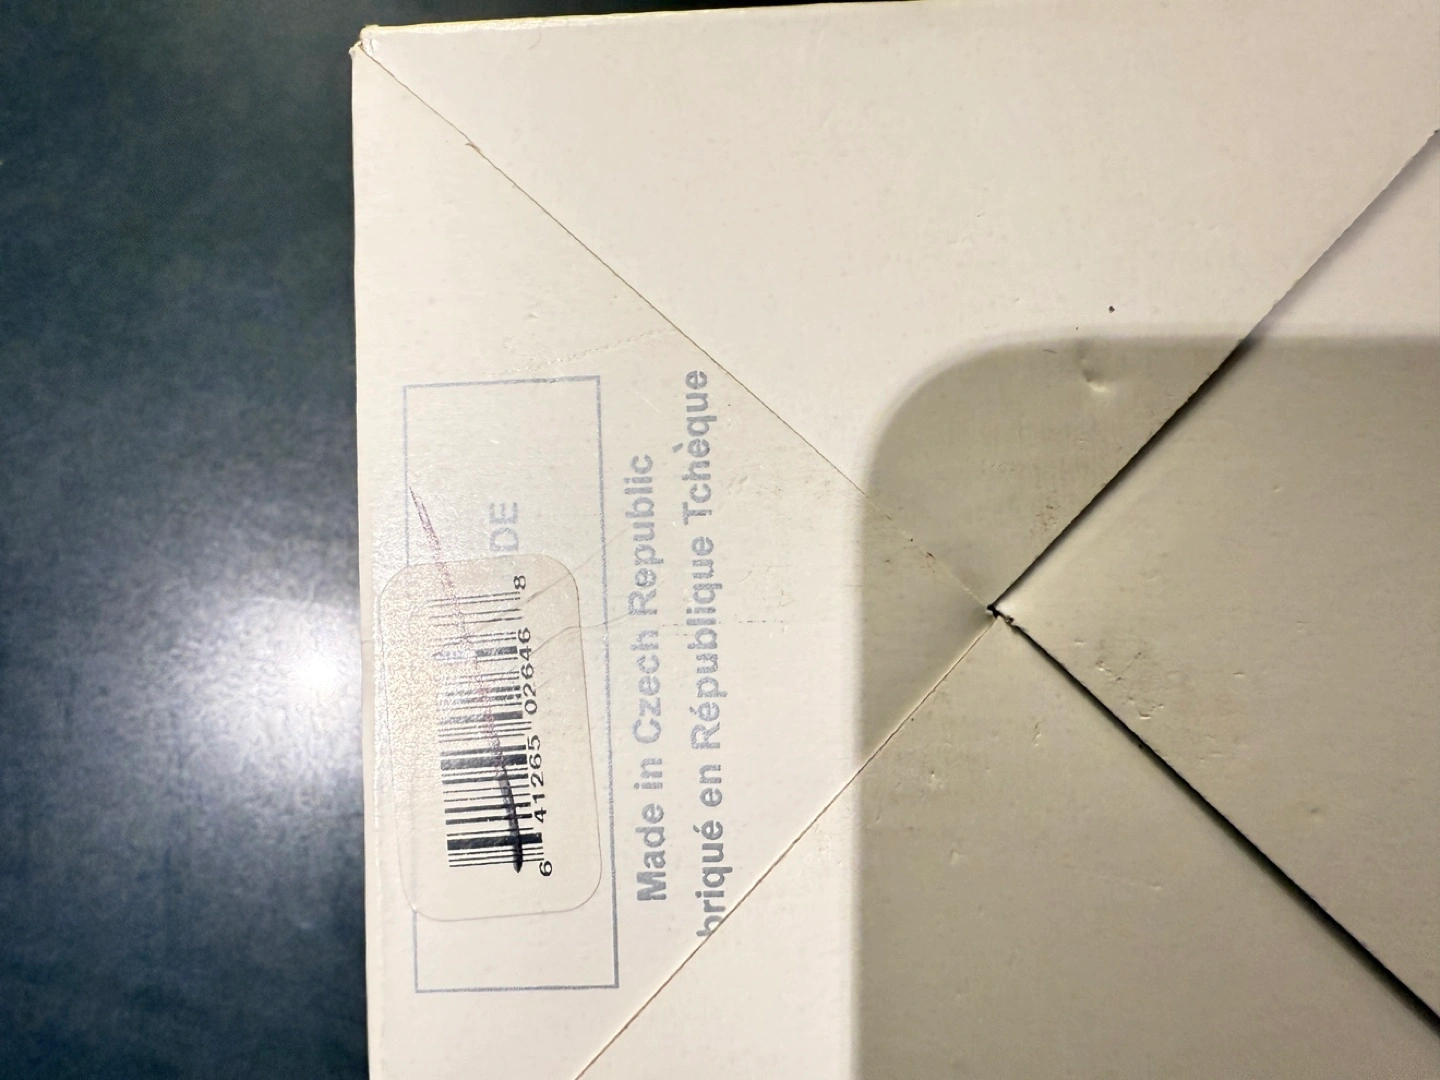 DE
6 41265 02646 8
Made in Czech Republic
briqué en République Tchèque